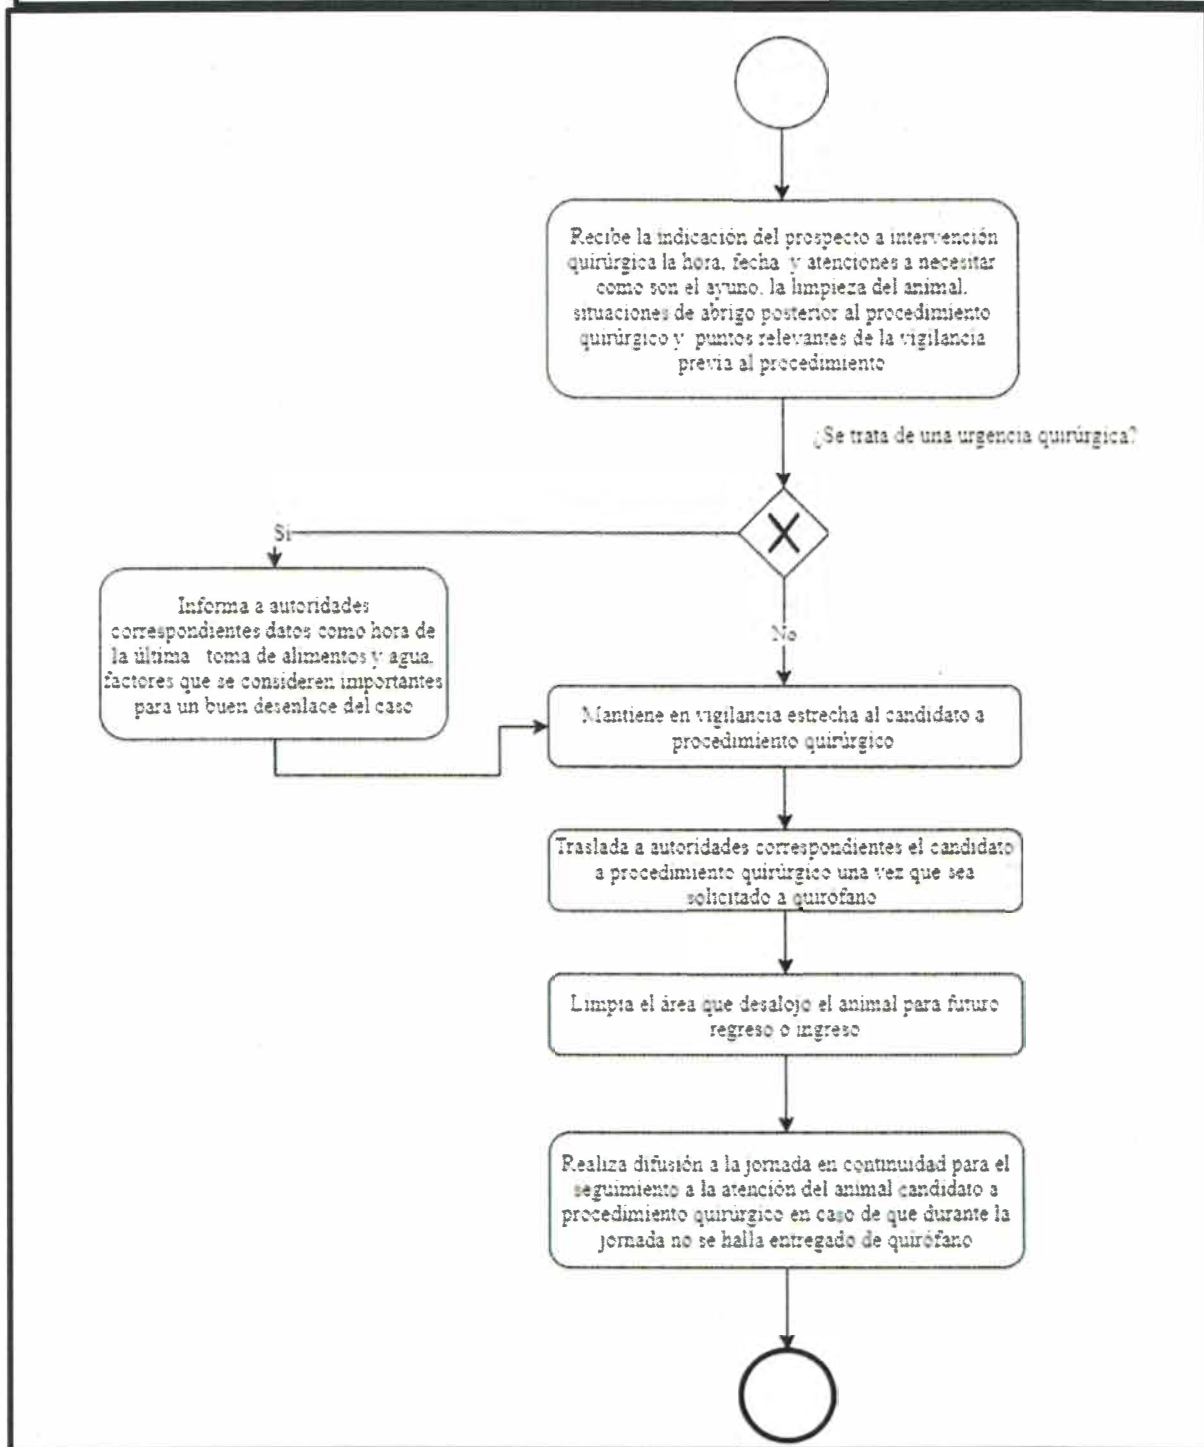 Recibe la indicación del prospecto a intervención
quirúrgica la hora, fecha y atenciones a necesitar
como son el ayuno, la limpieza del animal,
situaciones de abrigo posterior al procedimiento
quirúrgico y puntos relevantes de la vigilancia
previa al procedimiento
¿Se trata de una urgencia quirúrgica?
Si
Informa a autoridades
correspondientes datos como hora de
la última toma de alimentos y agua,
factores que se consideren importantes
para un buen desenlace del caso
No
Mantiene en vigilancia estrecha al candidato a
procedimiento quirúrgico
Traslada a autoridades correspondientes el candidato
a procedimiento quirúrgico una vez que sea
solicitado a quirófano
Limpia el área que desalojo el animal para futuro
regreso o ingreso
Realiza difusión a la jornada en continuidad para el
seguimiento a la atención del animal candidato a
procedimiento quirúrgico en caso de que durante la
jornada no se halla entregado de quirófano